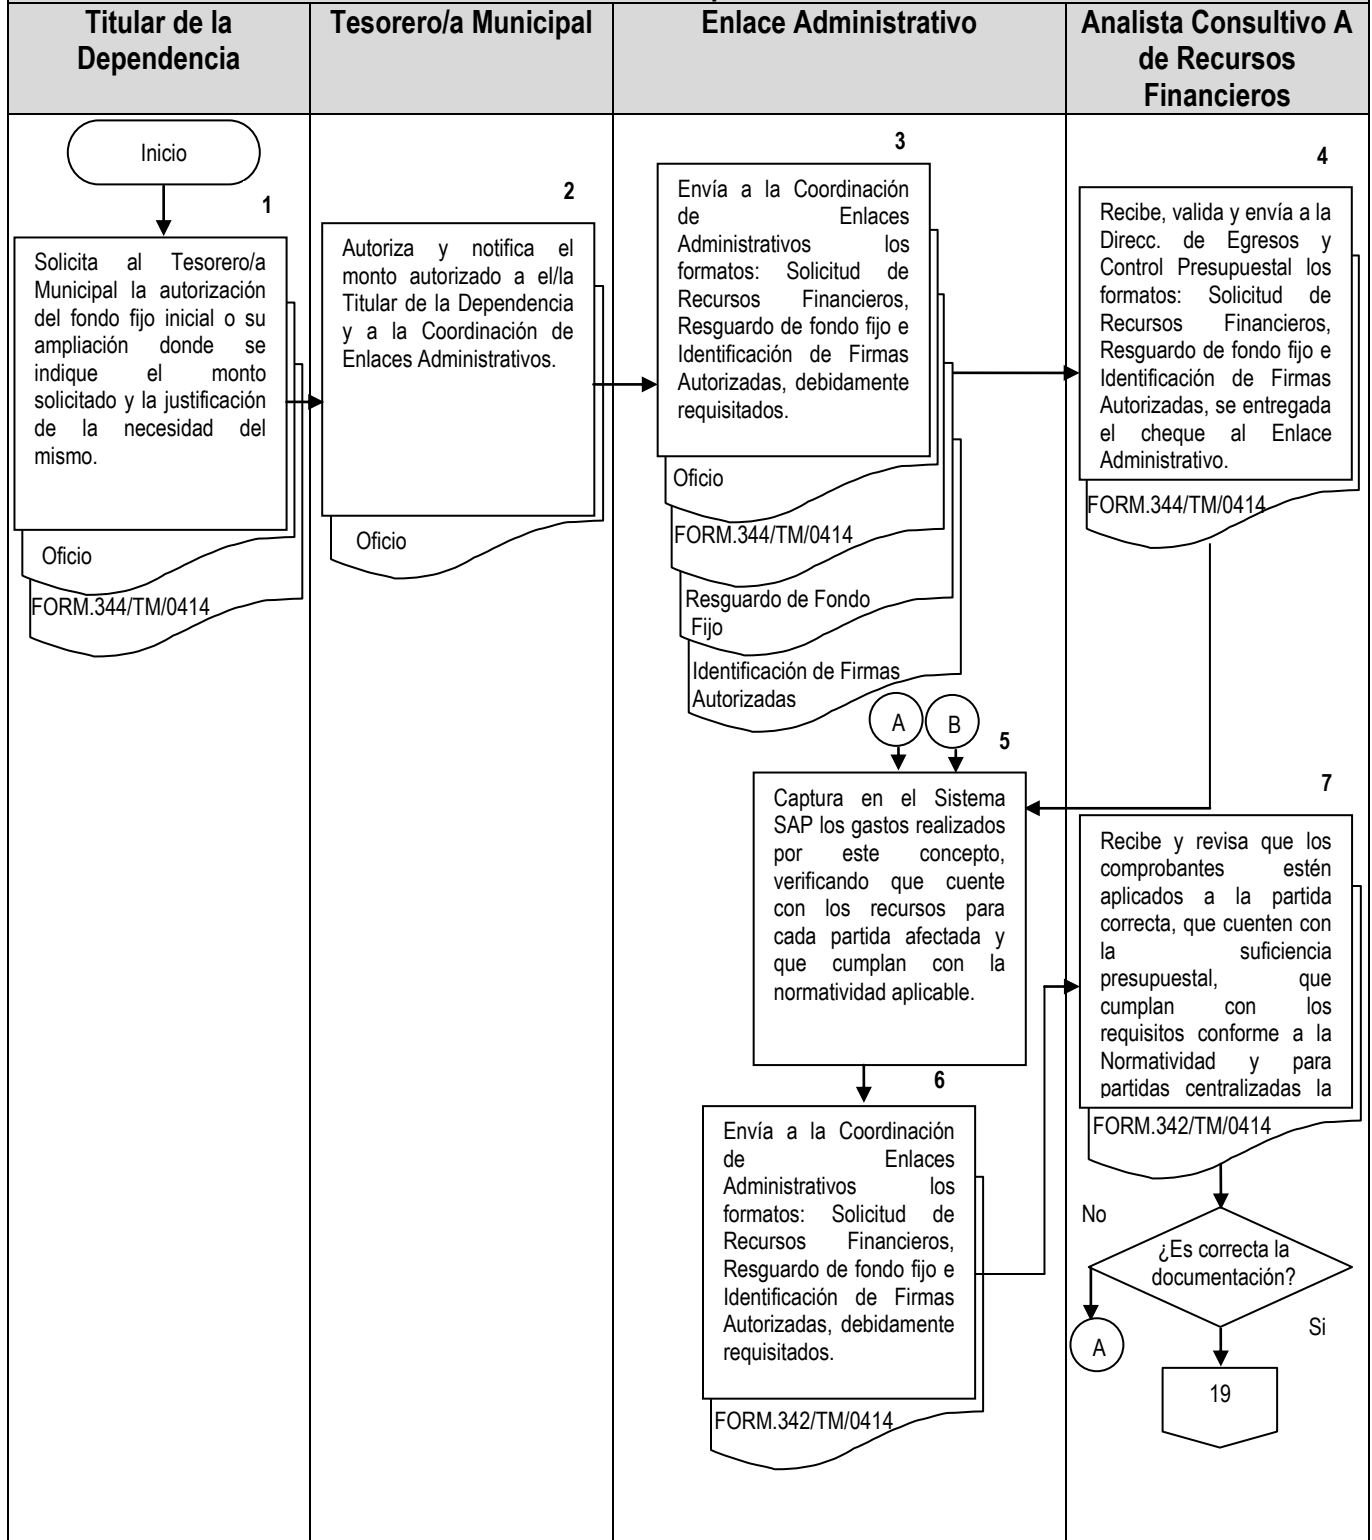 Titular de la
Dependencia
Tesorero/a Municipal
Enlace Administrativo
Analista Consultivo A
de Recursos
Financieros
Inicio
1
Solicita al Tesorero/a
Municipal la autorización
del fondo fijo inicial o su
ampliación donde se
indique el monto
solicitado y la justificación
de la necesidad del
mismo.
Oficio
FORM.344/TM/0414
2
Autoriza y notifica el
monto autorizado a el/la
Titular de la Dependencia
y a la Coordinación de
Enlaces Administrativos.
Oficio
3
Envía a la Coordinación
de Enlaces
Administrativos los
formatos: Solicitud de
Recursos Financieros,
Resguardo de fondo fijo e
Identificación de Firmas
Autorizadas, debidamente
requisitados.
Oficio
FORM.344/TM/0414
Resguardo de Fondo
Fijo
Identificación de Firmas
Autorizadas
4
Recibe, valida y envía a la
Direcc. de Egresos y
Control Presupuestal los
formatos: Solicitud de
Recursos Financieros,
Resguardo de fondo fijo e
Identificación de Firmas
Autorizadas, se entregada
el cheque al Enlace
Administrativo.
FORM.344/TM/0414
A
B
5
Captura en el Sistema
SAP los gastos realizados
por este concepto,
verificando que cuente
con los recursos para
cada partida afectada y
que cumplan con la
normatividad aplicable.
6
Envía a la Coordinación
de Enlaces
Administrativos los
formatos: Solicitud de
Recursos Financieros,
Resguardo de fondo fijo e
Identificación de Firmas
Autorizadas, debidamente
requisitados.
FORM.342/TM/0414
7
Recibe y revisa que los
comprobantes estén
aplicados a la partida
correcta, que cuenten con
la suficiencia
presupuestal, que
cumplan con los
requisitos conforme a la
Normatividad y para
partidas centralizadas la
FORM.342/TM/0414
No
¿Es correcta la
documentación?
Si
A
19